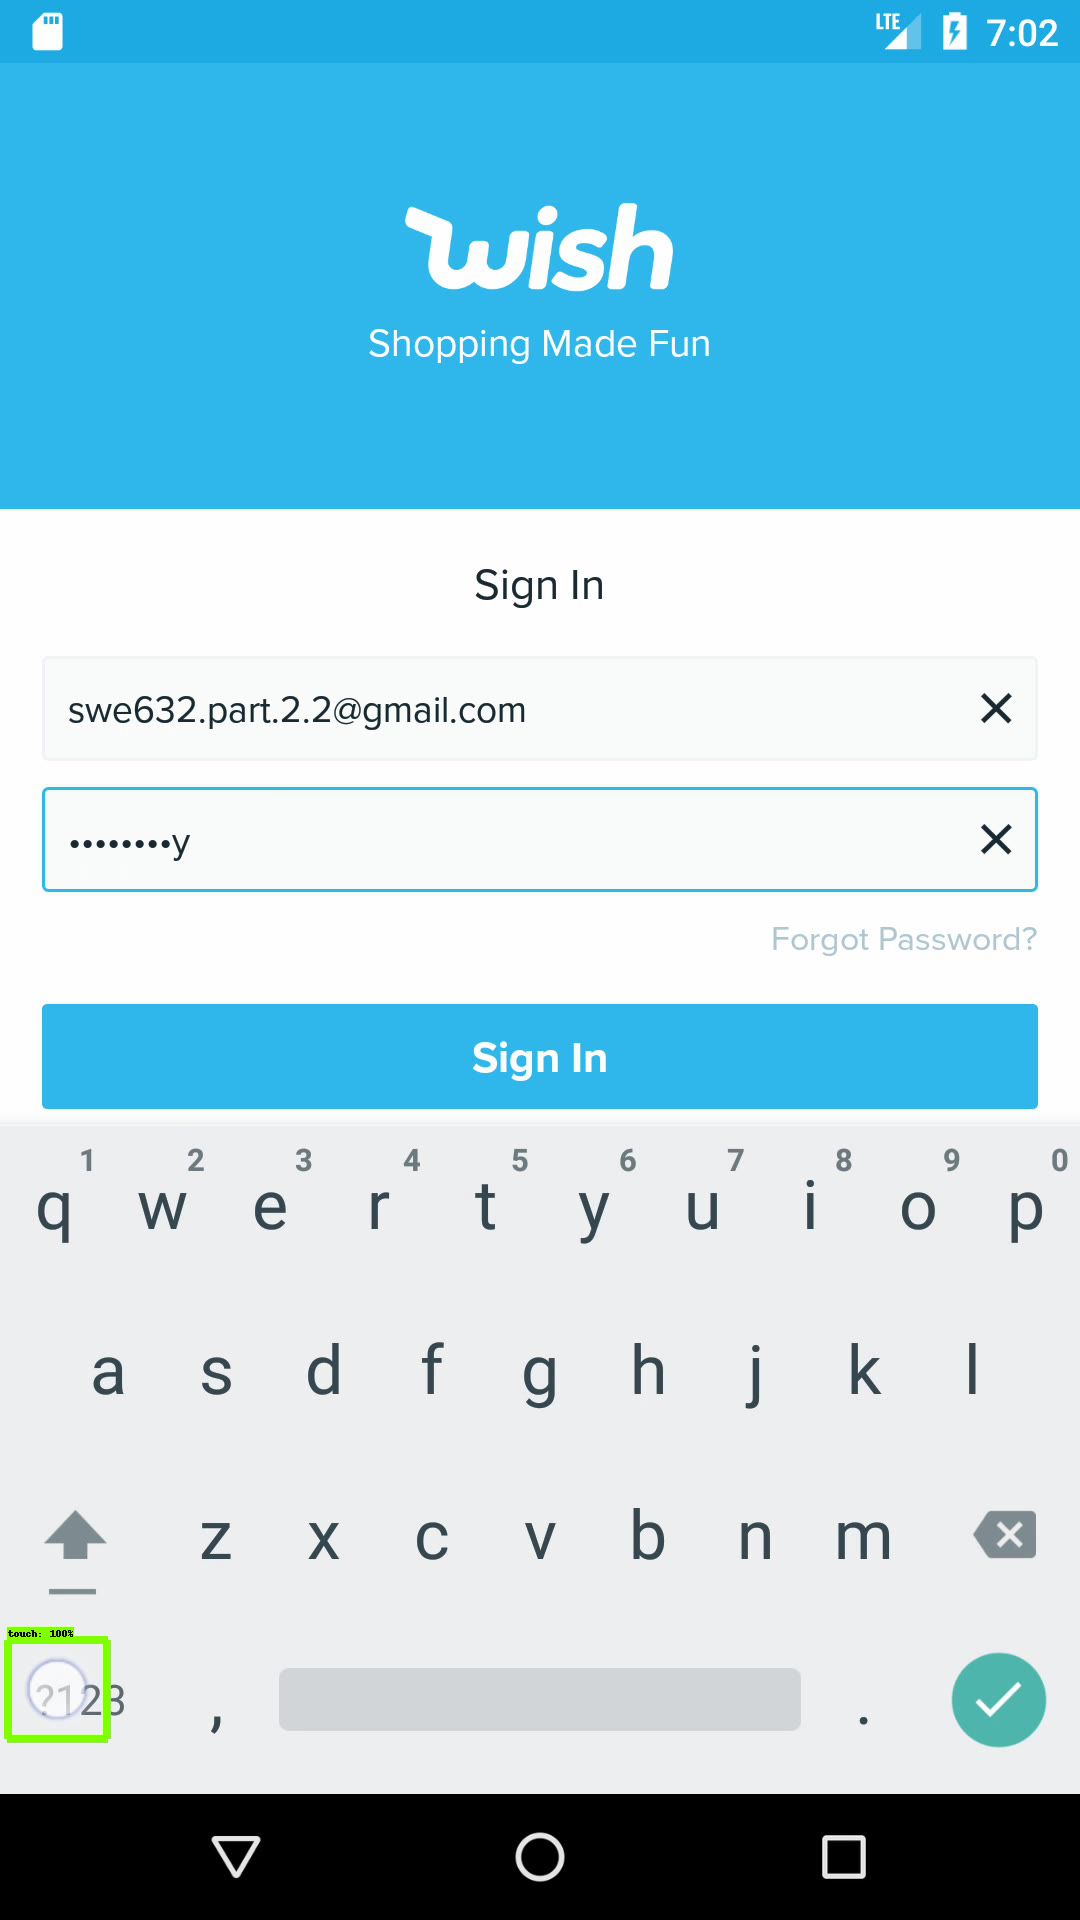 LTE 7:02
wish
Shopping Made Fun
Sign In
swe632.part.2.2@gmail.com
••••••••y
Forgot Password?
Sign In
1 2 3 4 5 6 7 8 9 0
q w e r t y u i o p
a s d f g h j k l
z x c v b n m
touch: 100%
?123 , .